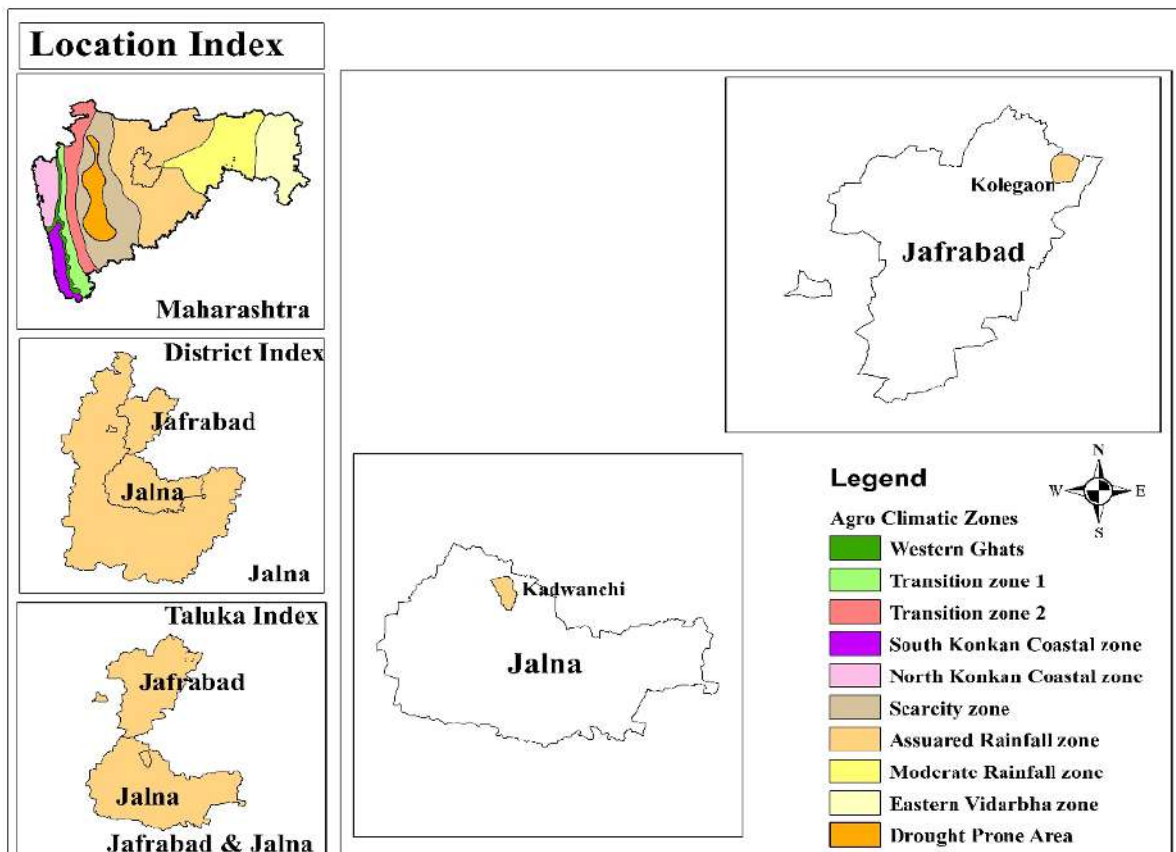 Location Index
Maharashtra
District Index
Jafrabad
Jalna
Jalna
Taluka Index
Jafrabad
Jalna
Jafrabad & Jalna
Kolegaon
Jafrabad
Kadwanchi
Jalna
N
W E
S
Legend
Agro Climatic Zones
Western Ghats
Transition zone 1
Transition zone 2
South Konkan Coastal zone
North Konkan Coastal zone
Scarcity zone
Assuared Rainfall zone
Moderate Rainfall zone
Eastern Vidarbha zone
Drought Prone Area